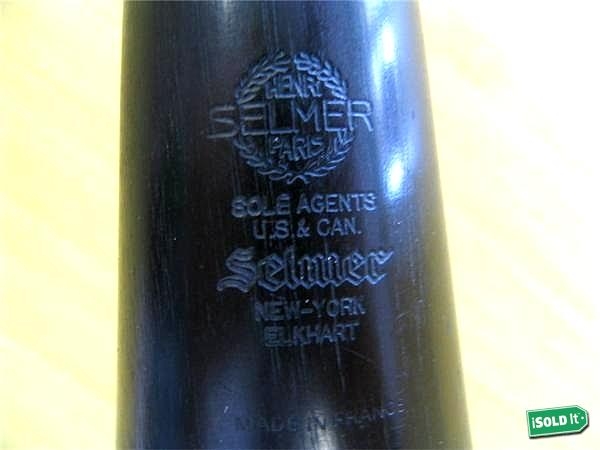 HENRI
SELMER
PARIS
SOLE AGENTS
U.S. & CAN.
Selmer
NEW-YORK
ELKHART
MADE IN FRANCE
iSOLD It